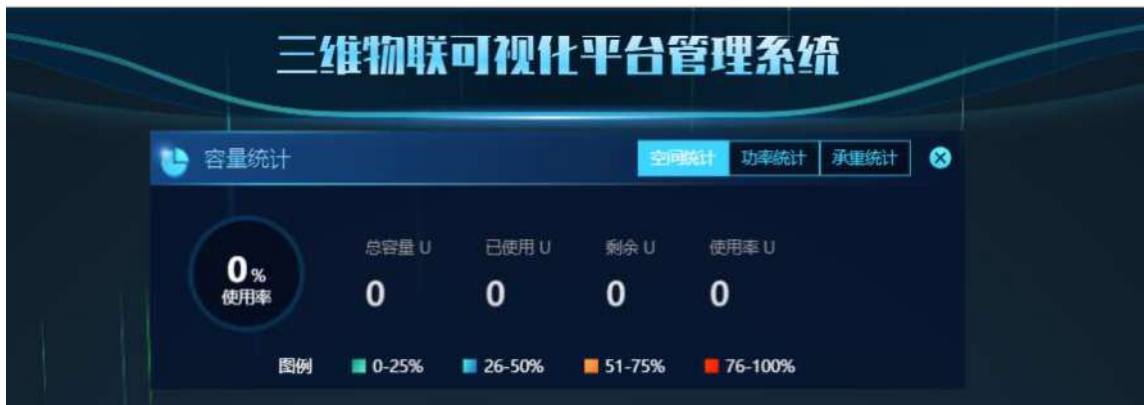 三维物联可视化平台管理系统
容量统计 空间统计 功率统计 承重统计
总容量 U 已使用 U 剩余 U 使用率 U
0% 0 0 0 0
使用率
图例 0-25% 26-50% 51-75% 76-100%